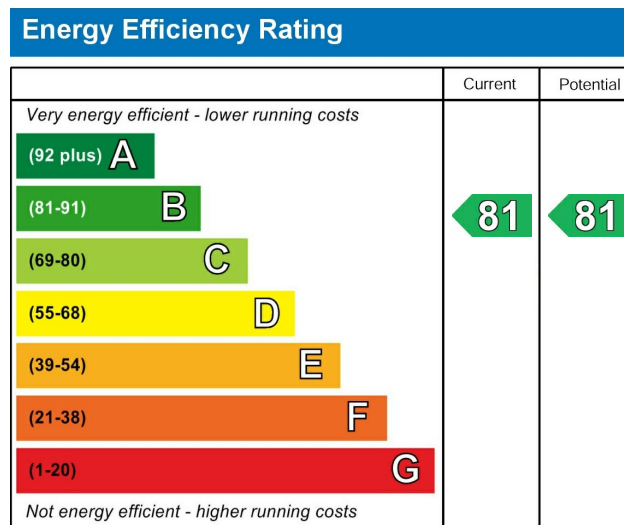 Energy Efficiency Rating
Current Potential
Very energy efficient - lower running costs
(92 plus) A
(81-91) B
81 81
(69-80) C
(55-68) D
(39-54) E
(21-38) F
(1-20) G
Not energy efficient - higher running costs